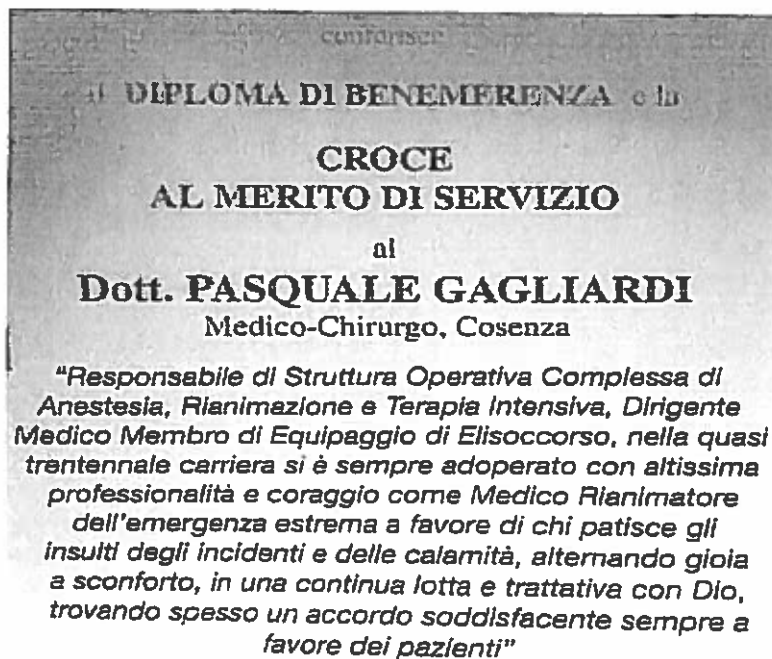 conferisce
il DIPLOMA DI BENEMERENZA e la
CROCE
AL MERITO DI SERVIZIO
al
Dott. PASQUALE GAGLIARDI
Medico-Chirurgo, Cosenza
"Responsabile di Struttura Operativa Complessa di
Anestesia, Rianimazione e Terapia Intensiva, Dirigente
Medico Membro di Equipaggio di Elisoccorso, nella quasi
trentennale carriera si è sempre adoperato con altissima
professionalità e coraggio come Medico Rianimatore
dell'emergenza estrema a favore di chi patisce gli
insulti degli incidenti e delle calamità, alternando gioia
a sconforto, in una continua lotta e trattativa con Dio,
trovando spesso un accordo soddisfacente sempre a
favore dei pazienti"